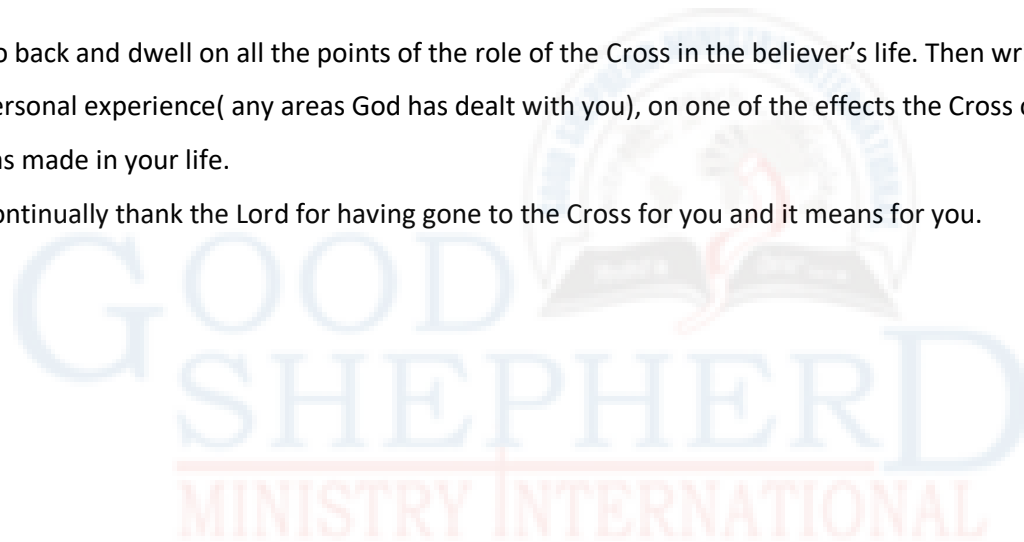 o back and dwell on all the points of the role of the Cross in the believer's life. Then wr
ersonal experience( any areas God has dealt with you), on one of the effects the Cross
as made in your life.
ontinually thank the Lord for having gone to the Cross for you and it means for you.
GOOD
SHEPHERD
MINISTRY INTERNATIONAL